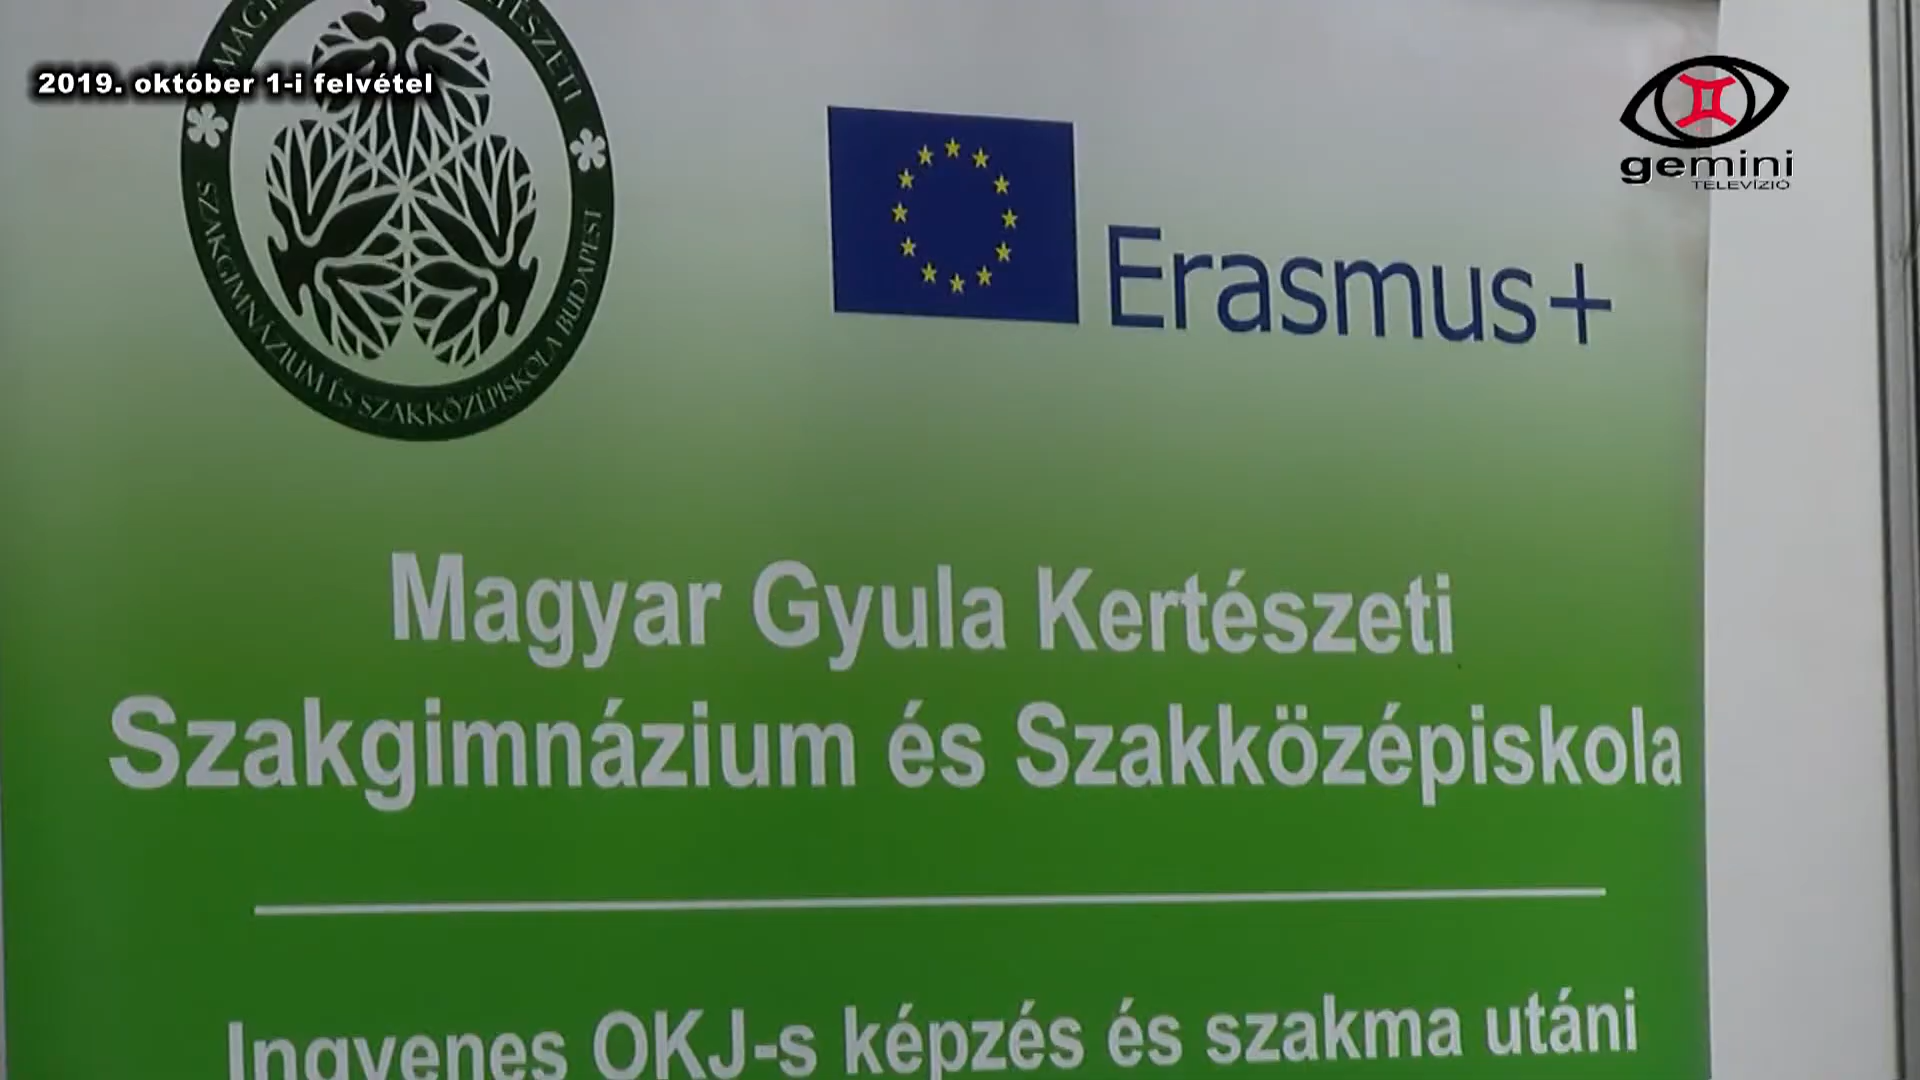 2019. október 1-i felvétel
gemini
TELEVÍZIÓ
SZAKGIMNÁZIUM ÉS SZAKKÖZÉPISKOLA BUDAPEST
Erasmus+
Magyar Gyula Kertészeti
Szakgimnázium és Szakközépiskola
Ingyenes OKJ-s képzés és szakma utáni